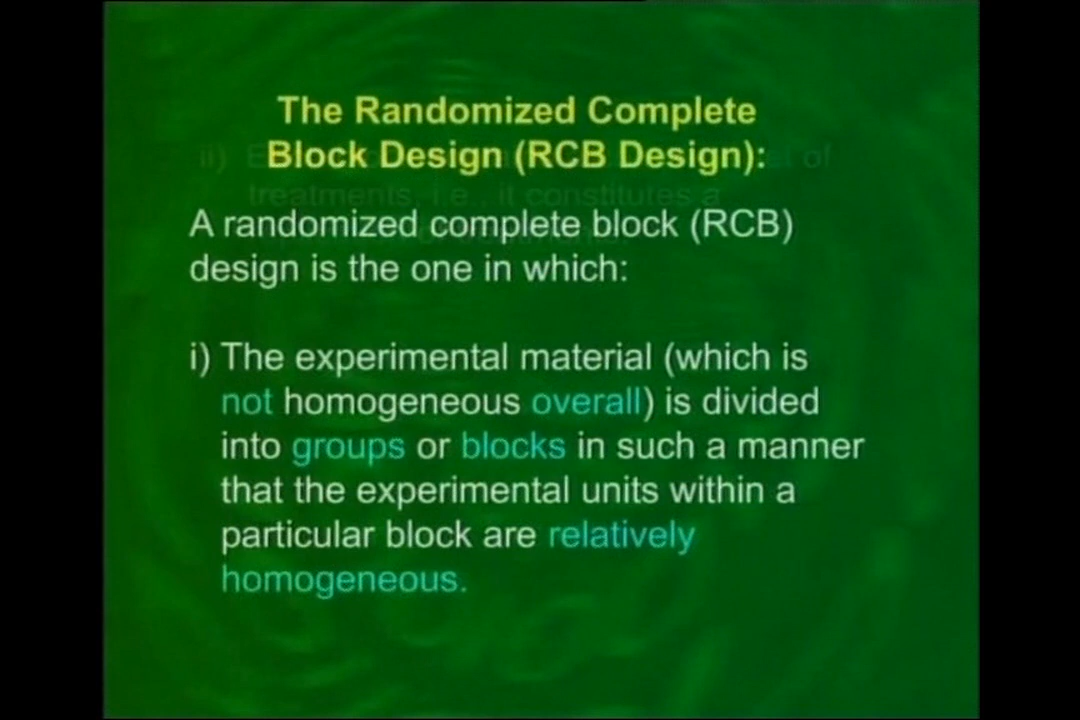 The Randomized Complete
Block Design (RCB Design):
A randomized complete block (RCB)
design is the one in which:
i) The experimental material (which is
not homogeneous overall) is divided
into groups or blocks in such a manner
that the experimental units within a
particular block are relatively
homogeneous.